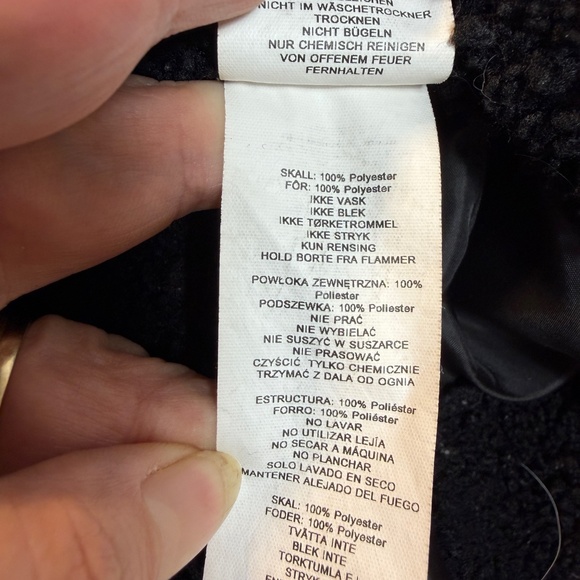 NICHT IM WÄSCHETROCKNER
TROCKNEN
NICHT BÜGELN
NUR CHEMISCH REINIGEN
VON OFFENEM FEUER
FERNHALTEN
SKALL: 100% Polyester
FÔR: 100% Polyester
IKKE VASK
IKKE BLEK
IKKE TØRKETROMMEL
IKKE STRYK
KUN RENSING
HOLD BORTE FRA FLAMMER
POWŁOKA ZEWNĘTRZNA: 100%
Poliester
PODSZEWKA: 100% Poliester
NIE PRAĆ
NIE WYBIELAĆ
NIE SUSZYĆ W SUSZARCE
NIE PRASOWAĆ
CZYŚCIĆ TYLKO CHEMICZNIE
TRZYMAĆ Z DALA OD OGNIA
ESTRUCTURA: 100% Poliéster
FORRO: 100% Poliéster
NO LAVAR
NO UTILIZAR LEJÍA
NO SECAR A MÁQUINA
NO PLANCHAR
SOLO LAVADO EN SECO
MANTENER ALEJADO DEL FUEGO
SKAL: 100% Polyester
FODER: 100% Polyester
TVÄTTA INTE
BLEK INTE
TORKTUMLA
STRYK